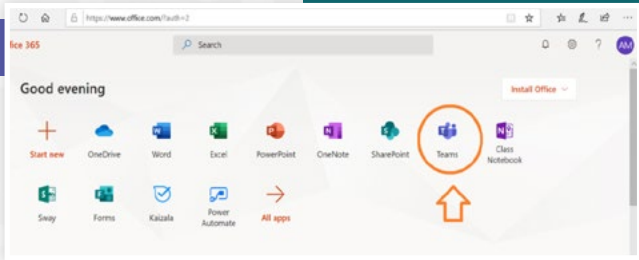 https://www.office.com/?auth=2
fice 365
Search
?
AM
Good evening
Install Office
Start new
OneDrive
Word
Excel
PowerPoint
OneNote
SharePoint
Teams
Class
Notebook
Sway
Forms
Kaizala
Power
Automate
All apps